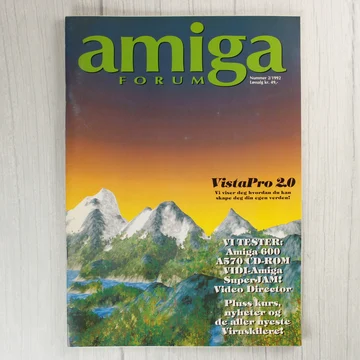 amiga
FORUM
Nummer 2/1992
Løssalg kr. 49,-
VistaPro 2.0
Vi viser deg hvordan du kan
skape deg din egen verden!
VI TESTER:
Amiga 600
A570 CD-ROM
VIDI-Amiga
SuperJAM!
Video Director
Pluss kurs,
nyheter og
de aller nyeste
Viruskilere!